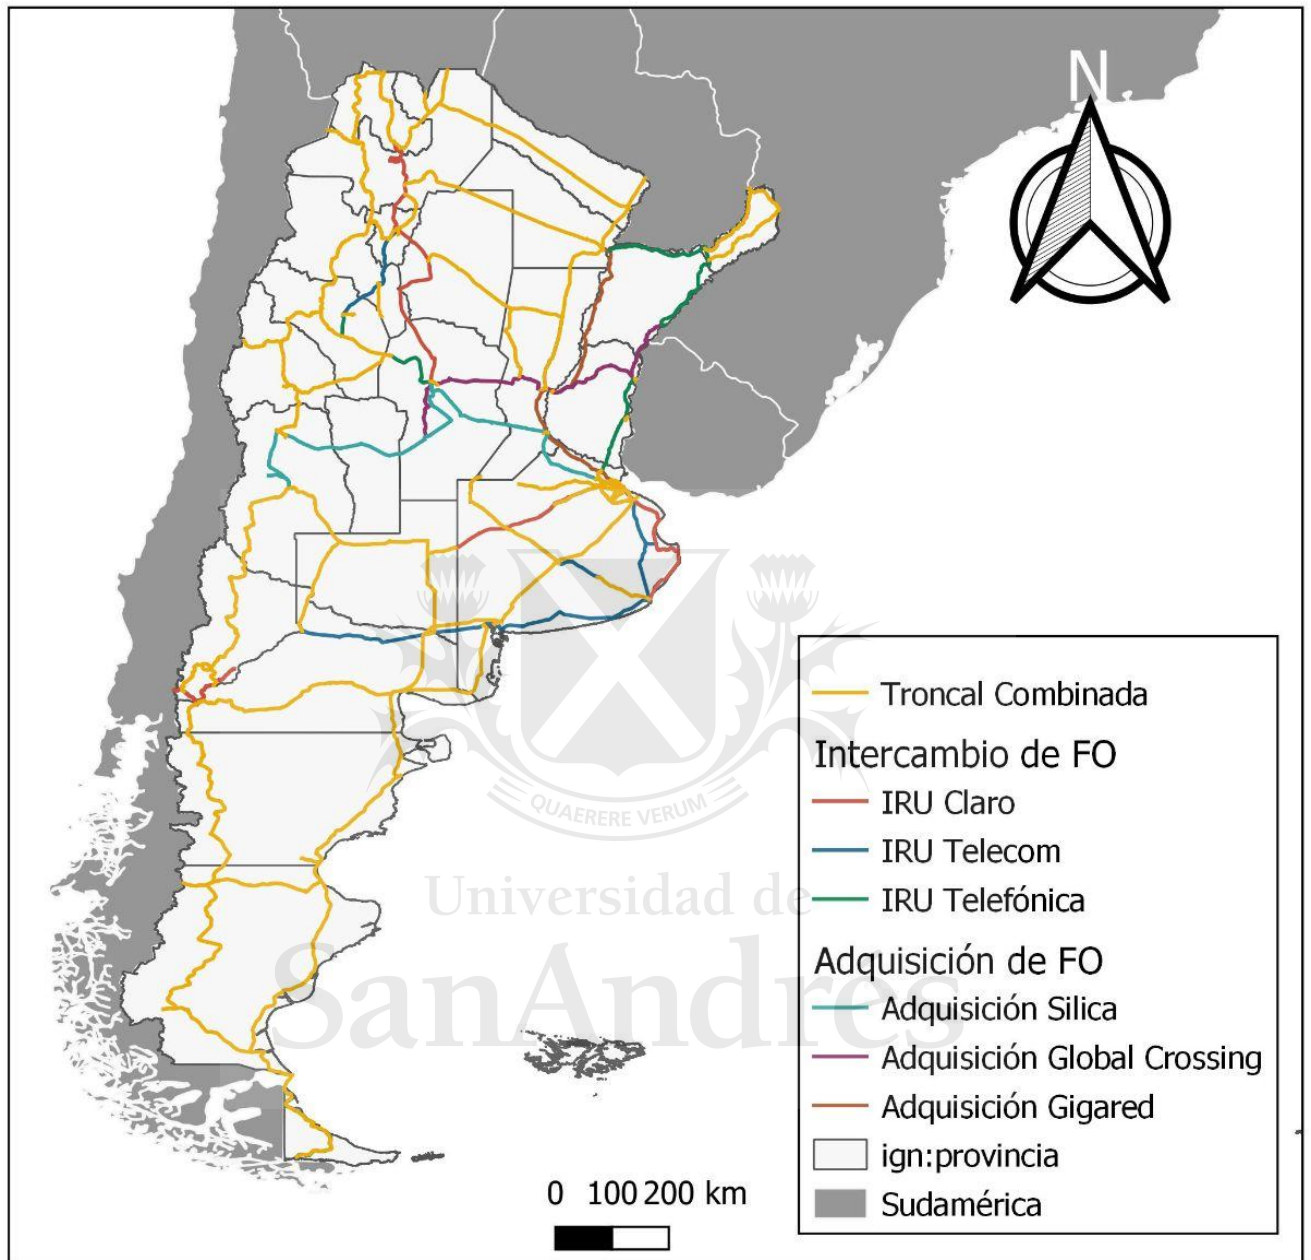 N
QUAERERE VERUM
Universidad de
SanAndrés
Troncal Combinada
Intercambio de FO
IRU Claro
IRU Telecom
IRU Telefónica
Adquisición de FO
Adquisición Silica
Adquisición Global Crossing
Adquisición Gigared
ign:provincia
Sudamérica
0 100 200 km